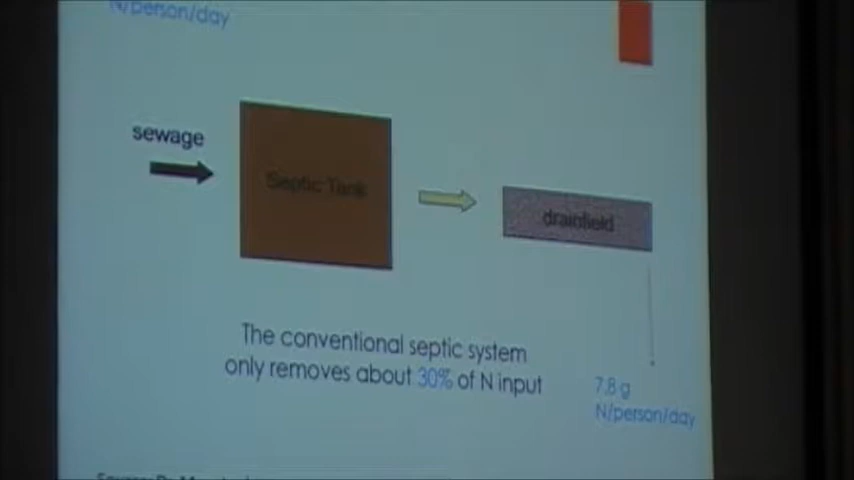 N/person/day
sewage
Septic Tank
drainfield
The conventional septic system
only removes about 30% of N input
7.8 g
N/person/day